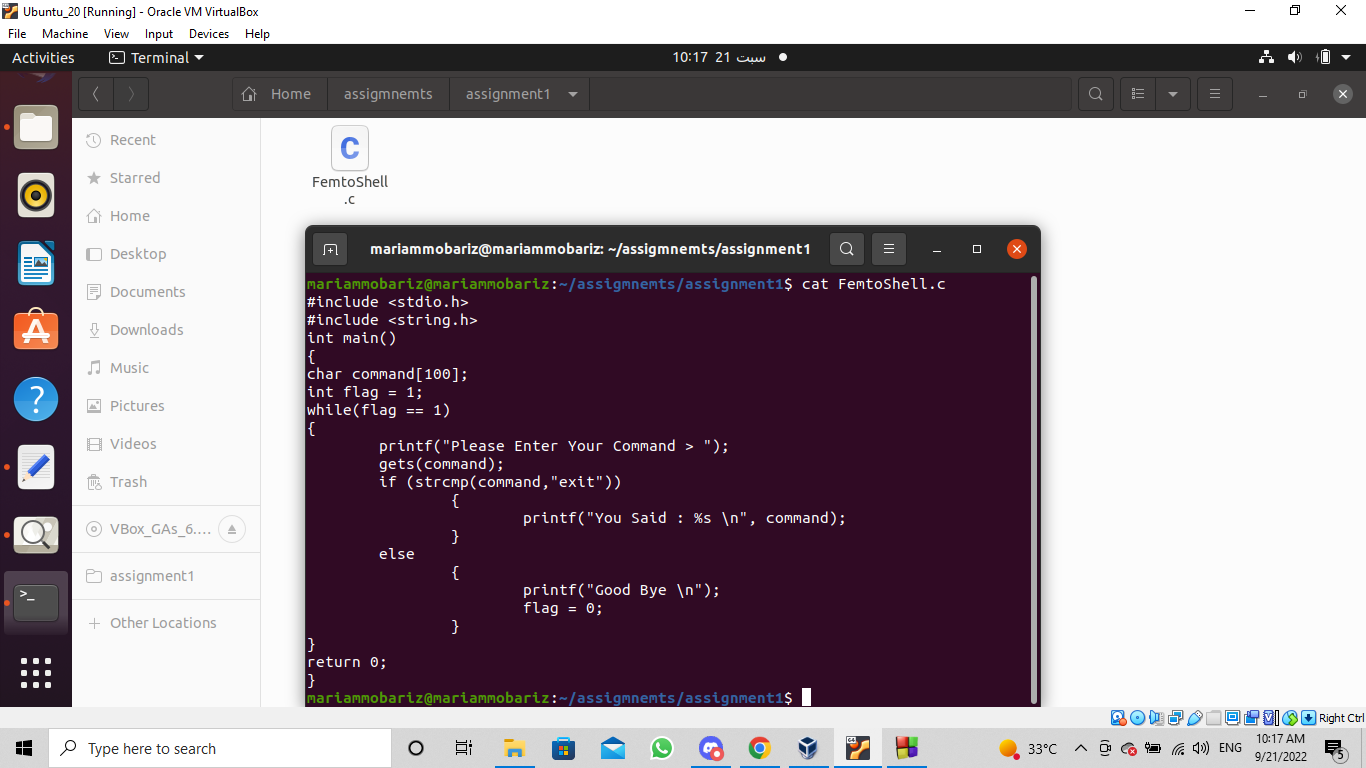 Ubuntu_20 [Running] - Oracle VM VirtualBox
File Machine View Input Devices Help
Activities Terminal 10:17 21 سبت
Home assigmnemts assignment1
Recent
Starred
Home
Desktop
Documents
Downloads
Music
Pictures
Videos
Trash
VBox_GAs_6....
assignment1
+ Other Locations
C
FemtoShell
.c
mariammobariz@mariammobariz: ~/assigmnemts/assignment1
mariammobariz@mariammobariz:~/assigmnemts/assignment1$ cat FemtoShell.c
#include <stdio.h>
#include <string.h>
int main()
{
char command[100];
int flag = 1;
while(flag == 1)
{
        printf("Please Enter Your Command > ");
        gets(command);
        if (strcmp(command,"exit"))
                {
                        printf("You Said : %s \n", command);
                }
        else
                {
                        printf("Good Bye \n");
                        flag = 0;
                }
}
return 0;
}
mariammobariz@mariammobariz:~/assigmnemts/assignment1$
Right Ctrl
Type here to search
33°C
ENG
10:17 AM
9/21/2022
5